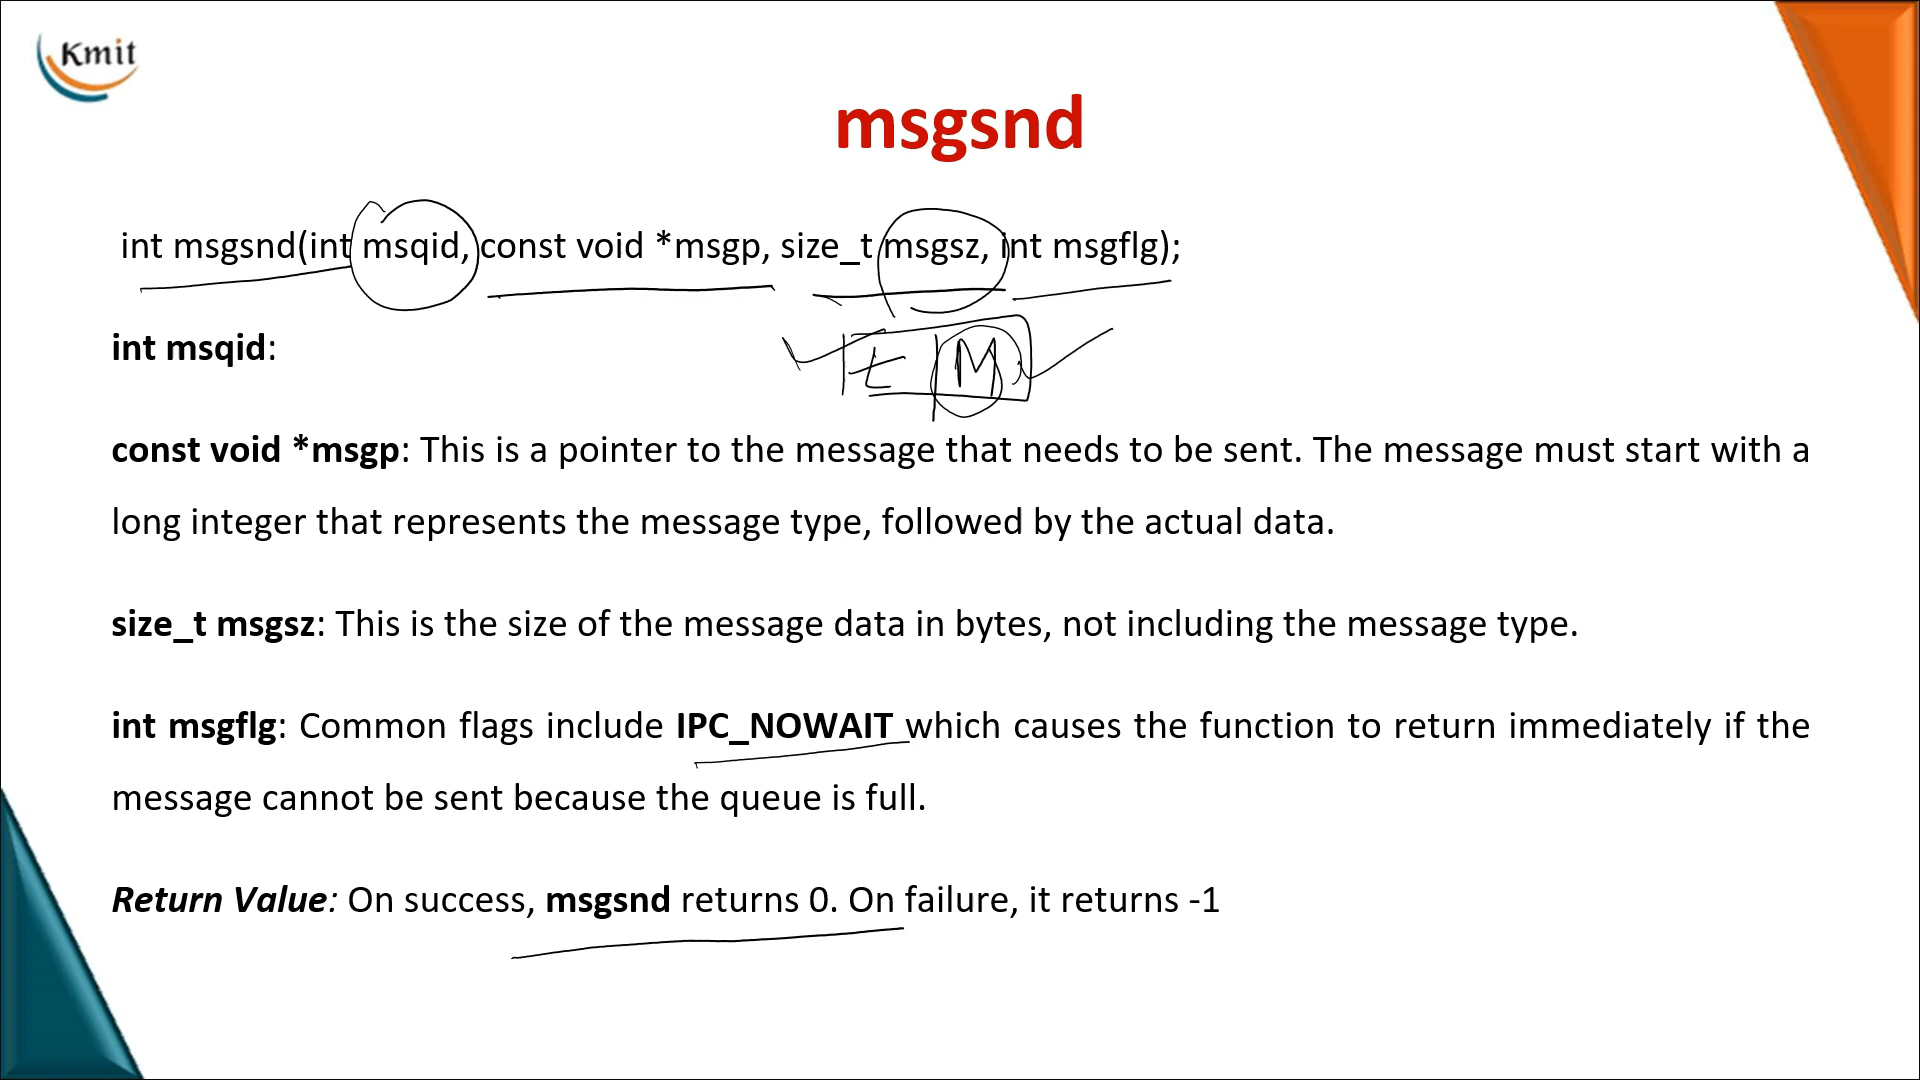 Kmit
msgsnd
int msgsnd(int msqid, const void *msgp, size_t msgsz, int msgflg);
int msqid:
t M
const void *msgp: This is a pointer to the message that needs to be sent. The message must start with a
long integer that represents the message type, followed by the actual data.
size_t msgsz: This is the size of the message data in bytes, not including the message type.
int msgflg: Common flags include IPC_NOWAIT which causes the function to return immediately if the
message cannot be sent because the queue is full.
Return Value: On success, msgsnd returns 0. On failure, it returns -1